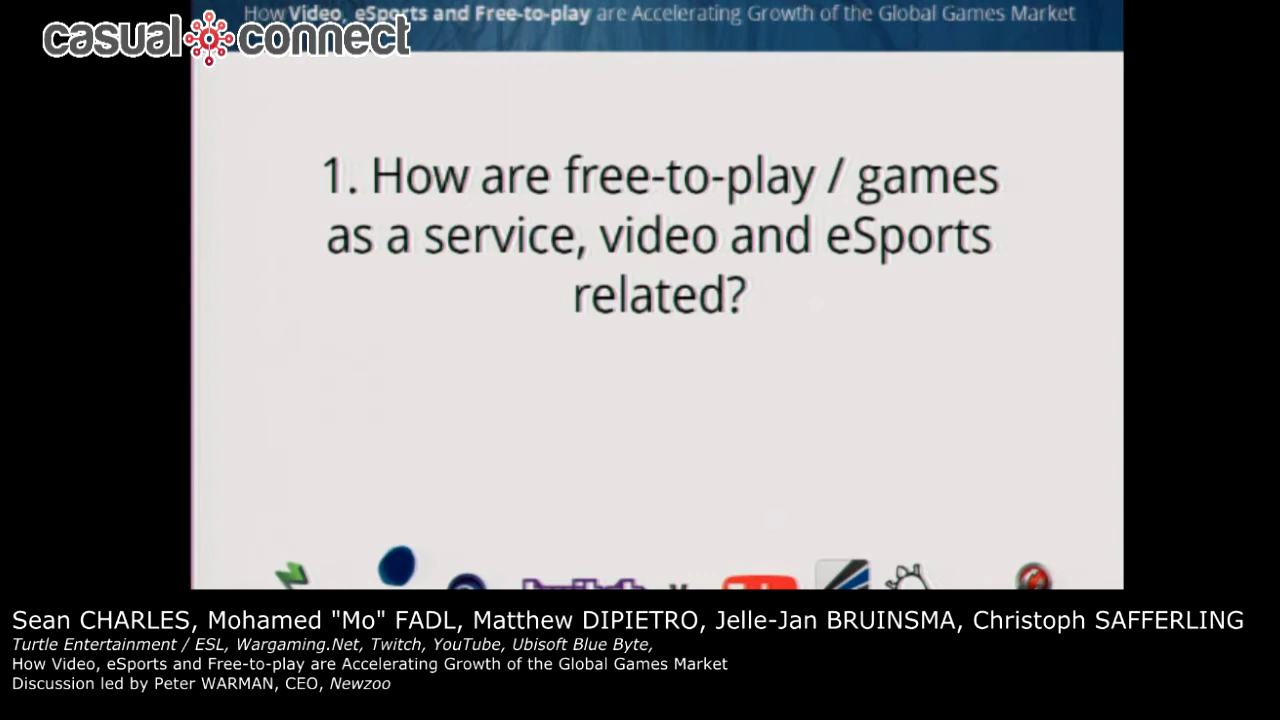 How Video, eSports and Free-to-play are Accelerating Growth of the Global Games Market
casual connect
1. How are free-to-play / games
as a service, video and eSports
related?
twitch
Sean CHARLES, Mohamed "Mo" FADL, Matthew DIPIETRO, Jelle-Jan BRUINSMA, Christoph SAFFERLING
Turtle Entertainment / ESL, Wargaming.Net, Twitch, YouTube, Ubisoft Blue Byte,
How Video, eSports and Free-to-play are Accelerating Growth of the Global Games Market
Discussion led by Peter WARMAN, CEO, Newzoo